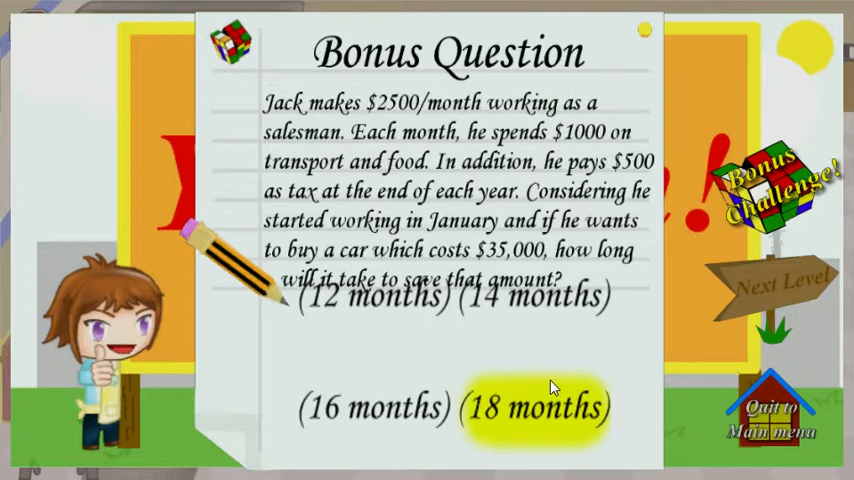 Bonus Question
Jack makes $2500/month working as a
salesman. Each month, he spends $1000 on
transport and food. In addition, he pays $500
as tax at the end of each year. Considering he
started working in January and if he wants
to buy a car which costs $35,000, how long
will it take to save that amount?
(12 months) (14 months)
(16 months) (18 months)
Bonus
Challenge!
Next Level
Quit to
Main menu